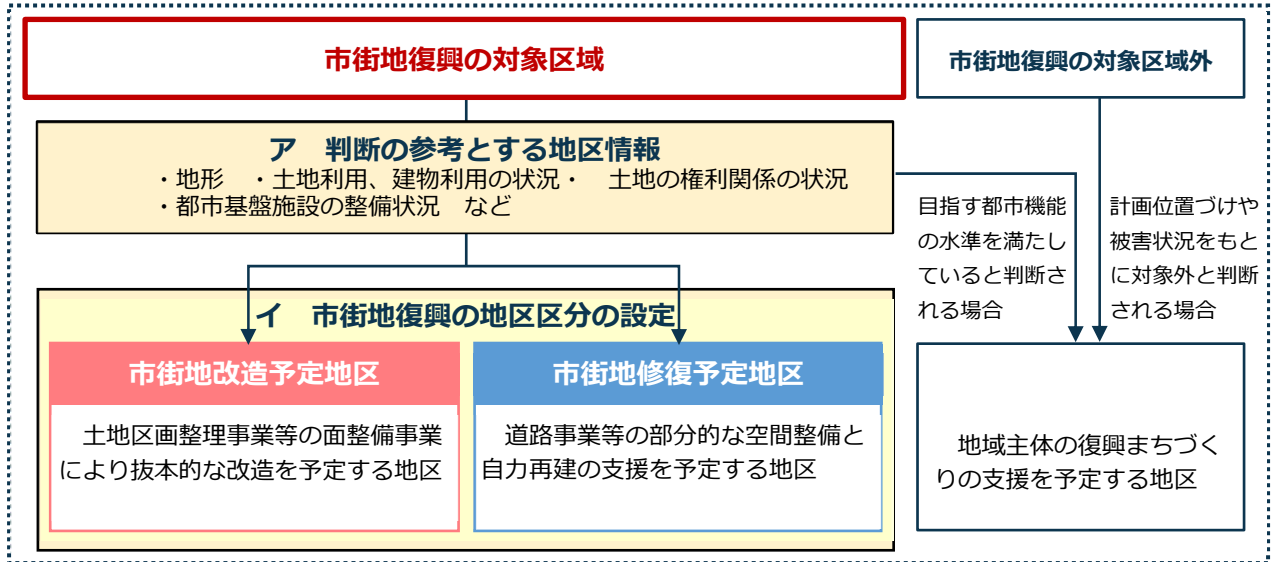 市街地復興の対象区域
市街地復興の対象区域外
ア　判断の参考とする地区情報
・地形　・土地利用、建物利用の状況・　土地の権利関係の状況
・都市基盤施設の整備状況　など
目指す都市機能
の水準を満たし
ていると判断さ
れる場合
計画位置づけや
被害状況をもと
に対象外と判断
される場合
イ　市街地復興の地区区分の設定
市街地改造予定地区
土地区画整理事業等の面整備事業
により抜本的な改造を予定する地区
市街地修復予定地区
道路事業等の部分的な空間整備と
自力再建の支援を予定する地区
地域主体の復興まちづく
りの支援を予定する地区